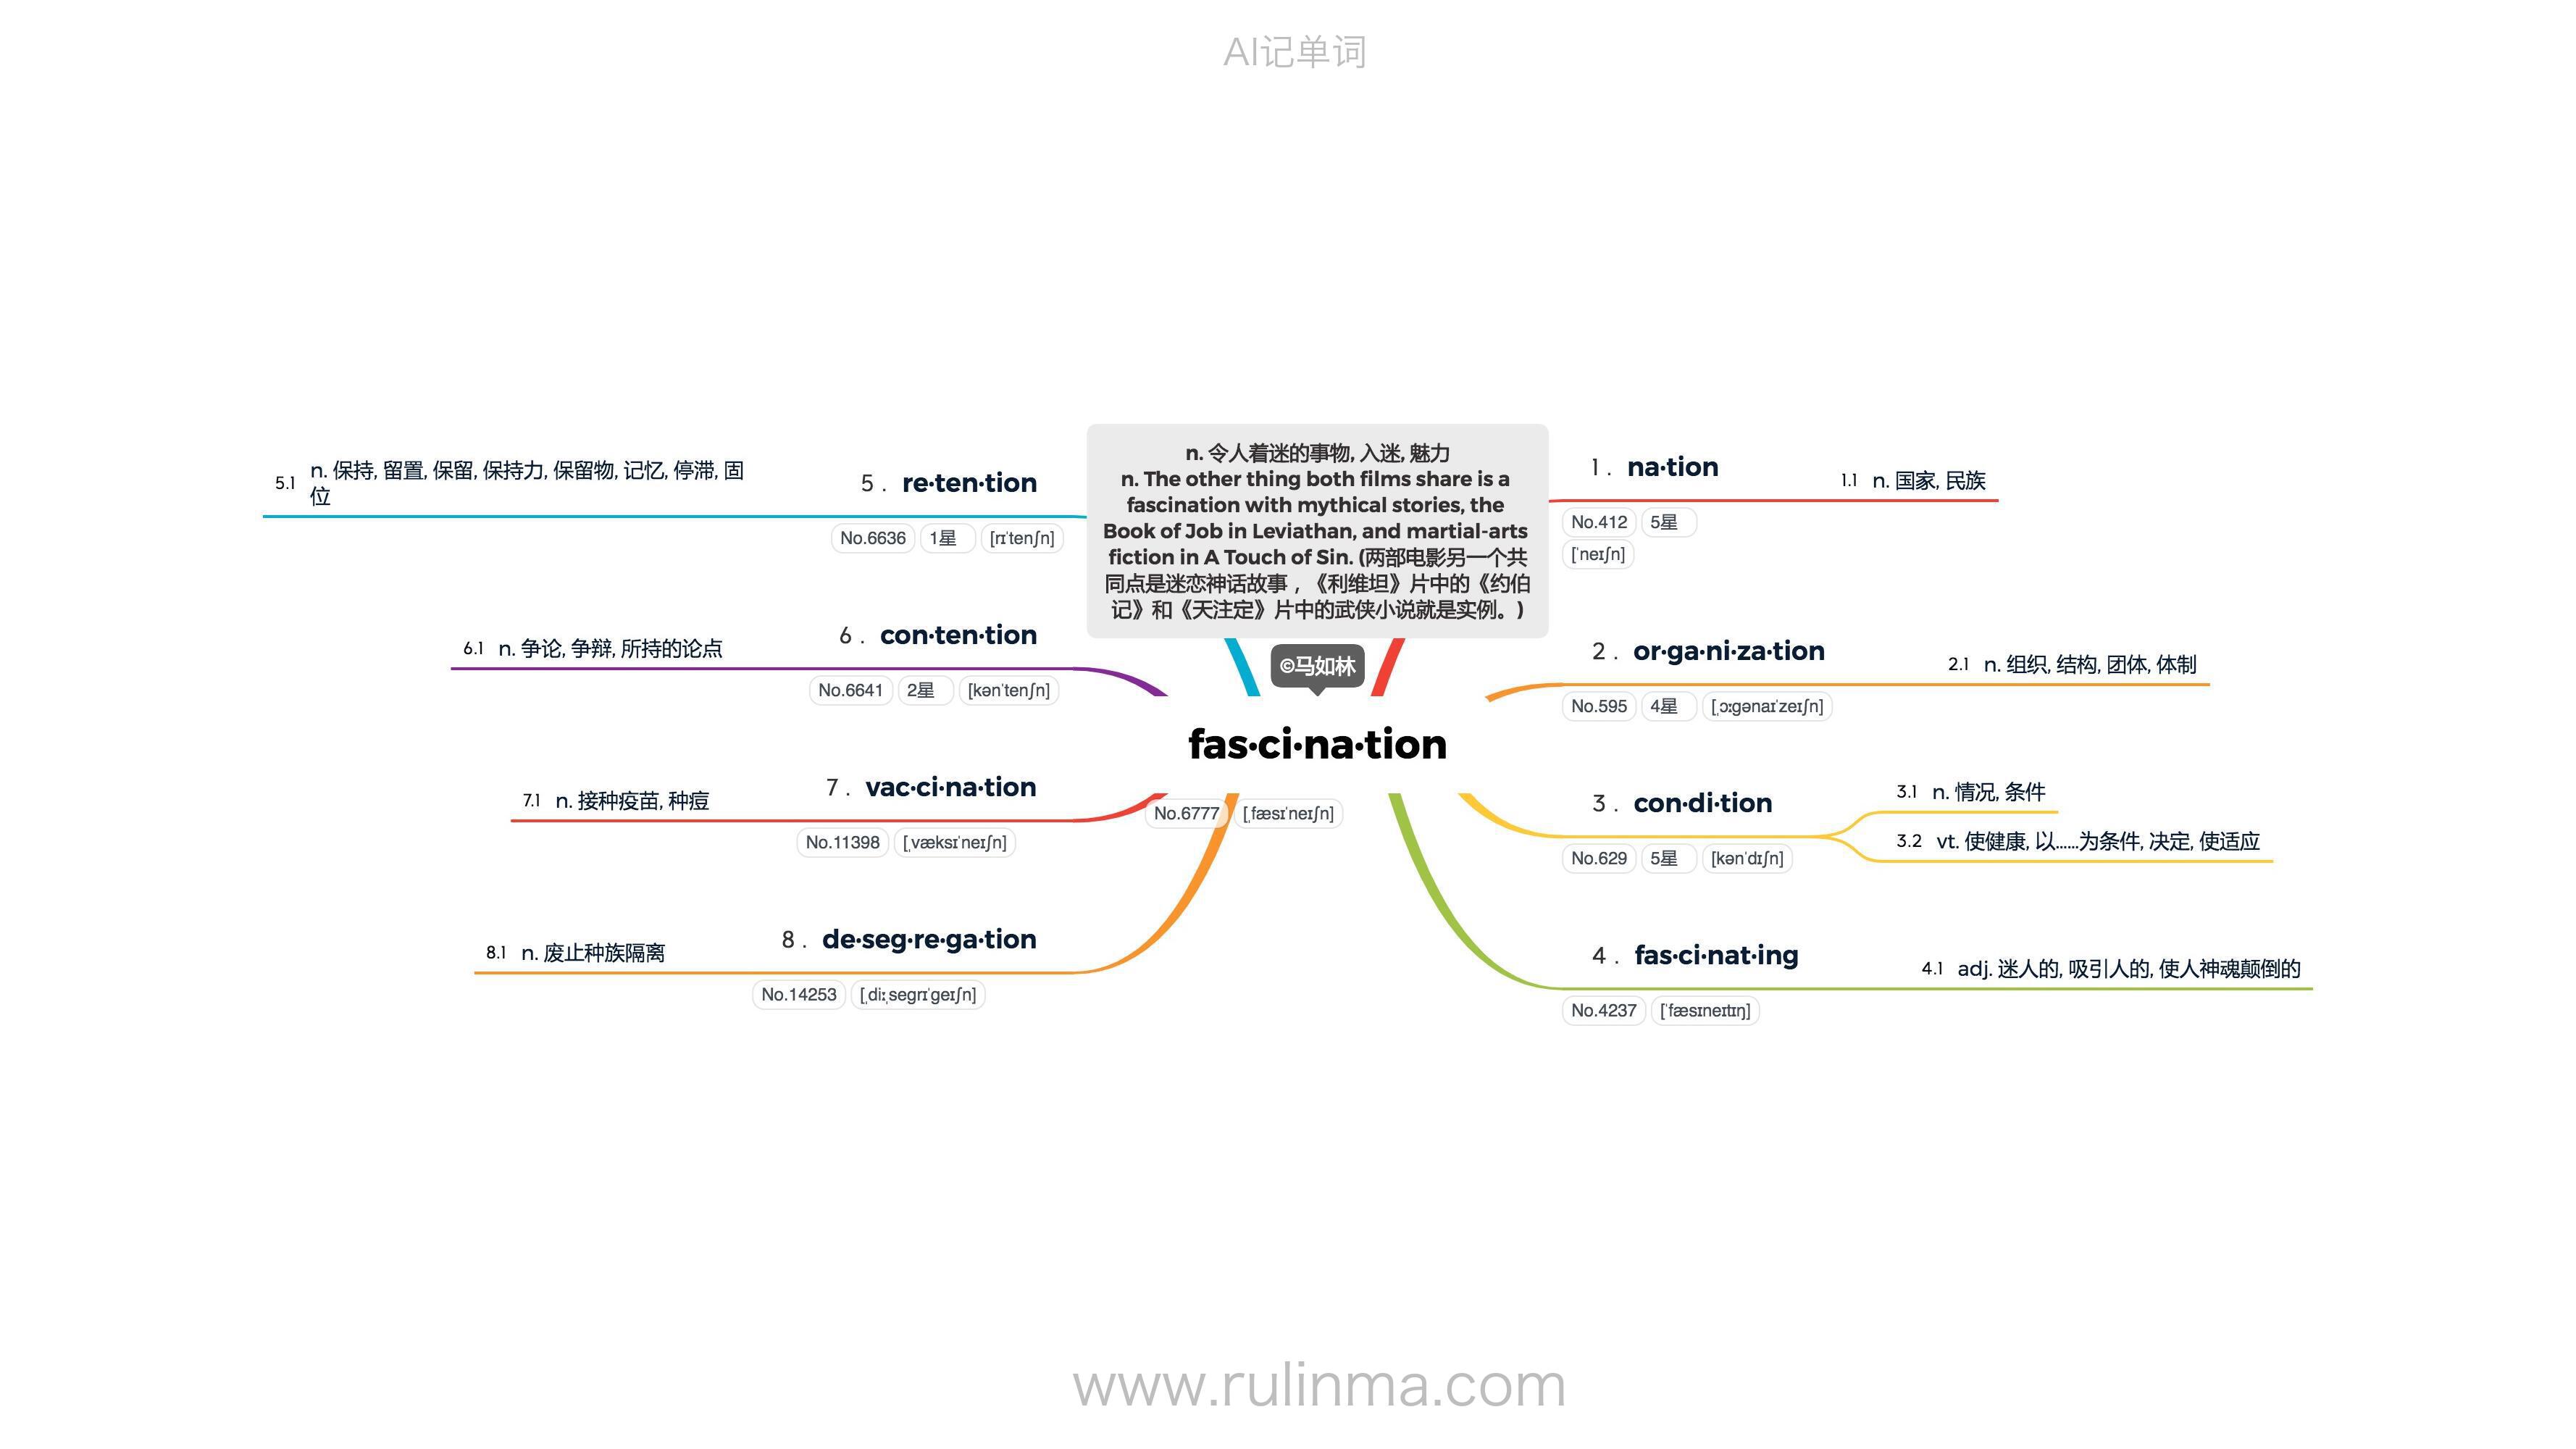 AI记单词
n. 令人着迷的事物, 入迷, 魅力
n. The other thing both films share is a
fascination with mythical stories, the
Book of Job in Leviathan, and martial-arts
fiction in A Touch of Sin. (两部电影另一个共
同点是迷恋神话故事，《利维坦》片中的《约伯
记》和《天注定》片中的武侠小说就是实例。)
©马如林
fas·ci·na·tion
No.6777 [ˌfæsɪˈneɪʃn]
1 . na·tion
No.412 5星
[ˈneɪʃn]
1.1 n. 国家, 民族
2 . or·ga·ni·za·tion
No.595 4星 [ˌɔːgənaɪˈzeɪʃn]
2.1 n. 组织, 结构, 团体, 体制
3 . con·di·tion
No.629 5星 [kənˈdɪʃn]
3.1 n. 情况, 条件
3.2 vt. 使健康, 以……为条件, 决定, 使适应
4 . fas·ci·nat·ing
No.4237 [ˈfæsɪneɪtɪŋ]
4.1 adj. 迷人的, 吸引人的, 使人神魂颠倒的
5 . re·ten·tion
No.6636 1星 [rɪˈtenʃn]
5.1 n. 保持, 留置, 保留, 保持力, 保留物, 记忆, 停滞, 固
位
6 . con·ten·tion
No.6641 2星 [kənˈtenʃn]
6.1 n. 争论, 争辩, 所持的论点
7 . vac·ci·na·tion
No.11398 [ˌvæksɪˈneɪʃn]
7.1 n. 接种疫苗, 种痘
8 . de·seg·re·ga·tion
No.14253 [ˌdiːˌsegrɪˈgeɪʃn]
8.1 n. 废止种族隔离
www.rulinma.com